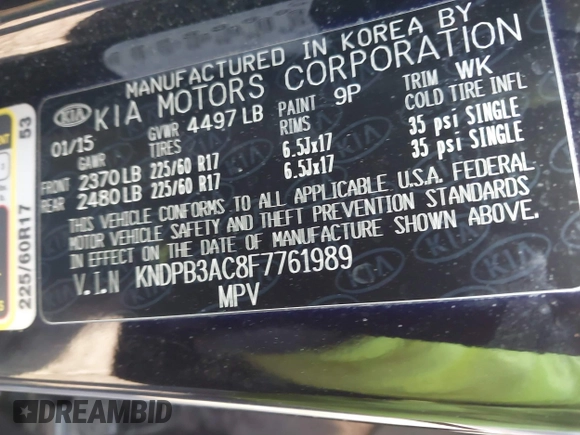 MANUFACTURED IN KOREA BY
KIA KIA MOTORS CORPORATION
01/15 GVWR 4497 LB PAINT 9P TRIM WK
GAWR TIRES RIMS COLD TIRE INFL
FRONT 2370 LB 225/60 R17 6.5Jx17 35 psi SINGLE
REAR 2480 LB 225/60 R17 6.5Jx17 35 psi SINGLE
THIS VEHICLE CONFORMS TO ALL APPLICABLE U.S.A. FEDERAL
MOTOR VEHICLE SAFETY AND THEFT PREVENTION STANDARDS
IN EFFECT ON THE DATE OF MANUFACTURE SHOWN ABOVE.
V.I.N KNDPB3AC8F7761989
MPV
53
225/60R17
DREAMBID